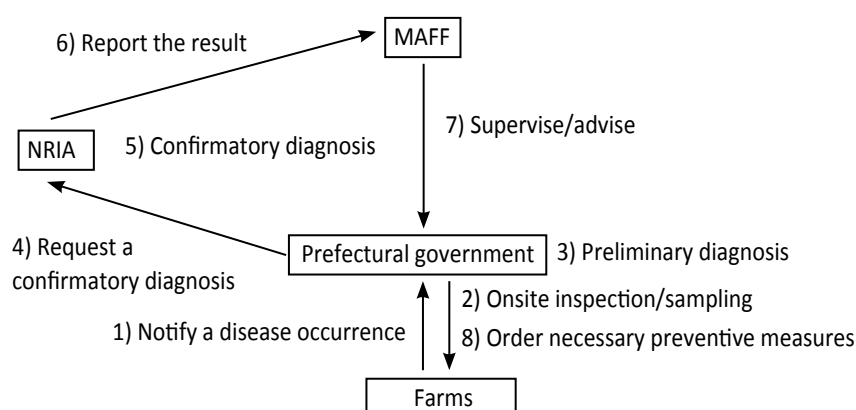 6) Report the result
MAFF
7) Supervise/advise
NRIA
5) Confirmatory diagnosis
4) Request a
confirmatory diagnosis
Prefectural government
3) Preliminary diagnosis
2) Onsite inspection/sampling
1) Notify a disease occurrence
8) Order necessary preventive measures
Farms